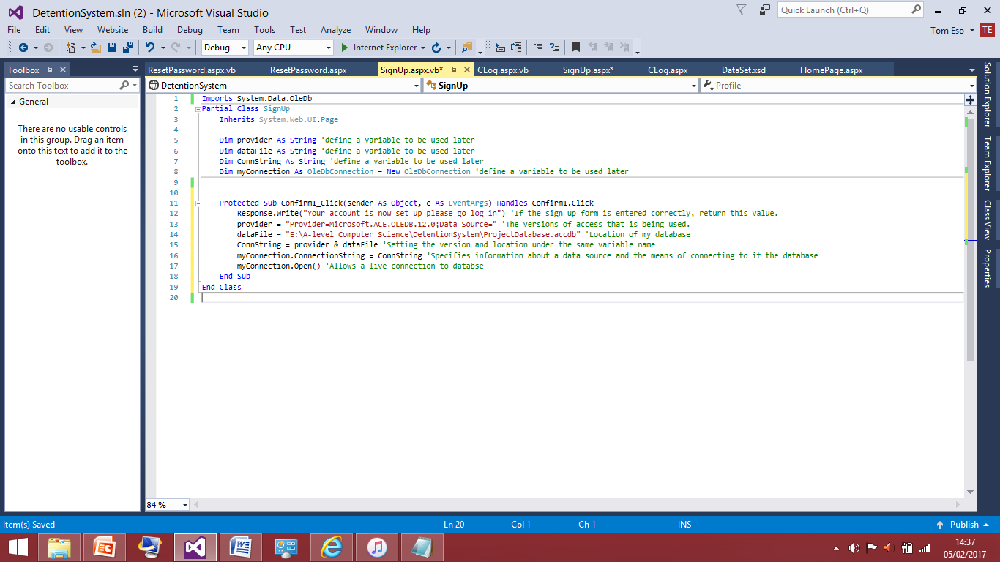 DetentionSystem.sln (2) - Microsoft Visual Studio
Quick Launch (Ctrl+Q)
File Edit View Website Build Debug Team Tools Test Analyze Window Help
Tom Eso TE
Debug Any CPU Internet Explorer
Toolbox
Search Toolbox
General
There are no usable controls
in this group. Drag an item
onto this text to add it to the
toolbox.
ResetPassword.aspx.vb ResetPassword.aspx SignUp.aspx.vb* CLog.aspx.vb SignUp.aspx* CLog.aspx DataSet.xsd HomePage.aspx
DetentionSystem SignUp Profile
1 Imports System.Data.OleDb
2 Partial Class SignUp
3 Inherits System.Web.UI.Page
4
5 Dim provider As String 'define a variable to be used later
6 Dim dataFile As String 'define a variable to be used later
7 Dim ConnString As String 'define a variable to be used later
8 Dim myConnection As OleDbConnection = New OleDbConnection 'define a variable to be used later
9
10
11 Protected Sub Confirm1_Click(sender As Object, e As EventArgs) Handles Confirm1.Click
12 Response.Write("Your account is now set up please go log in") 'If the sign up form is entered correctly, return this value.
13 provider = "Provider=Microsoft.ACE.OLEDB.12.0;Data Source=" 'The versions of access that is being used.
14 dataFile = "E:\A-level Computer Science\DetentionSystem\ProjectDatabase.accdb" 'Location of my database
15 ConnString = provider & dataFile 'Setting the version and location under the same variable name
16 myConnection.ConnectionString = ConnString 'Specifies information about a data source and the means of connecting to it the database
17 myConnection.Open() 'Allows a live connection to databse
18 End Sub
19 End Class
20
Solution Explorer
Team Explorer
Class View
Properties
84 %
Item(s) Saved Ln 20 Col 1 Ch 1 INS Publish
14:37
05/02/2017